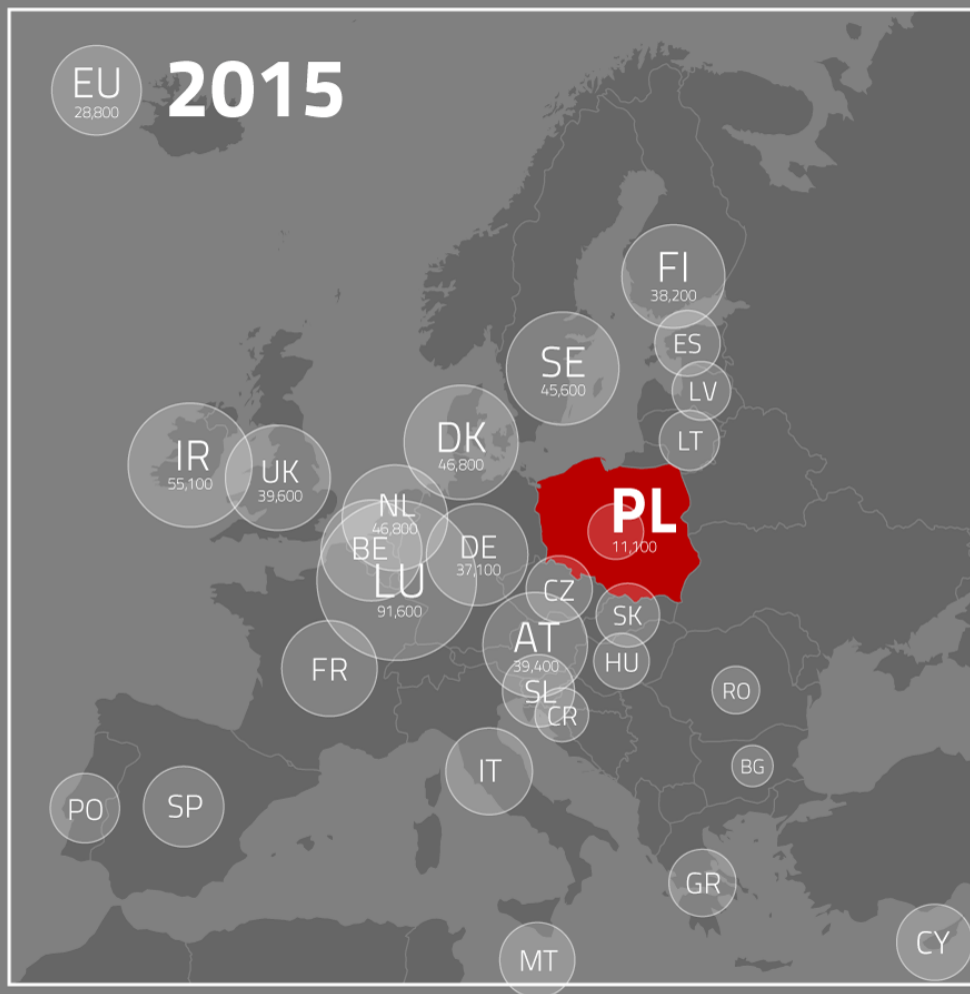 EU
28,800
2015
FI
38,200
ES
SE
45,600
LV
DK
46,800
LT
IR
55,100
UK
39,600
NL
46,800
PL
11,100
BE
DE
37,100
LU
91,600
CZ
SK
AT
39,400
HU
FR
SL
RO
CR
IT
BG
PO
SP
GR
CY
MT